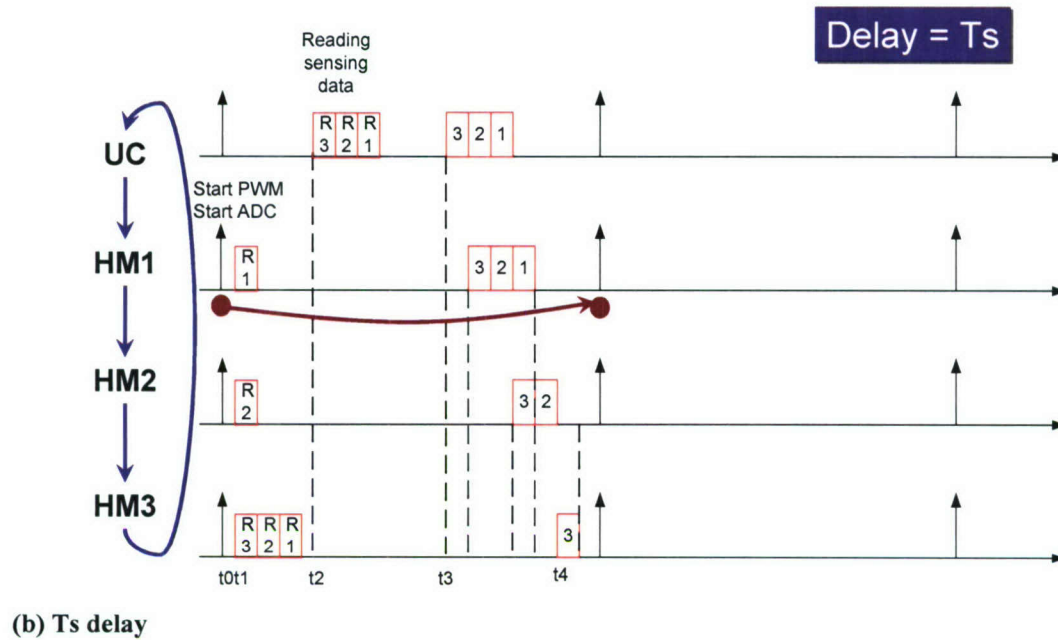 Delay = Ts
Reading
sensing
data
R R R
3 2 1
3 2 1
UC
Start PWM
Start ADC
HM1
R
1
3 2 1
HM2
R
2
3 2
HM3
R R R
3 2 1
3
t0t1 t2 t3 t4
(b) Ts delay